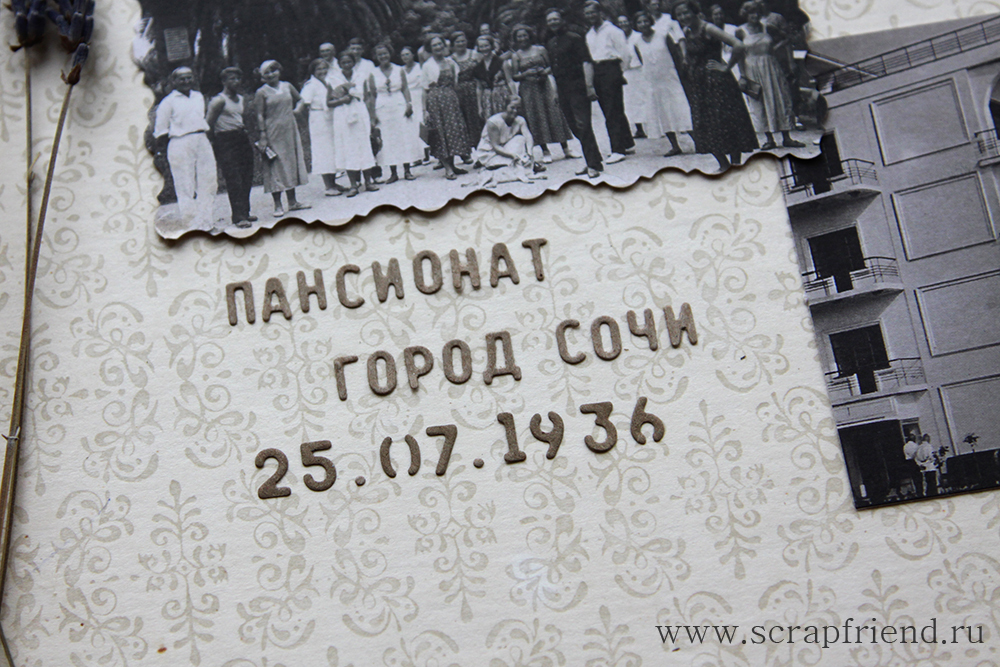 ПАНСИОНАТ
ГОРОД СОЧИ
25.07.1936
www.scrapfriend.ru